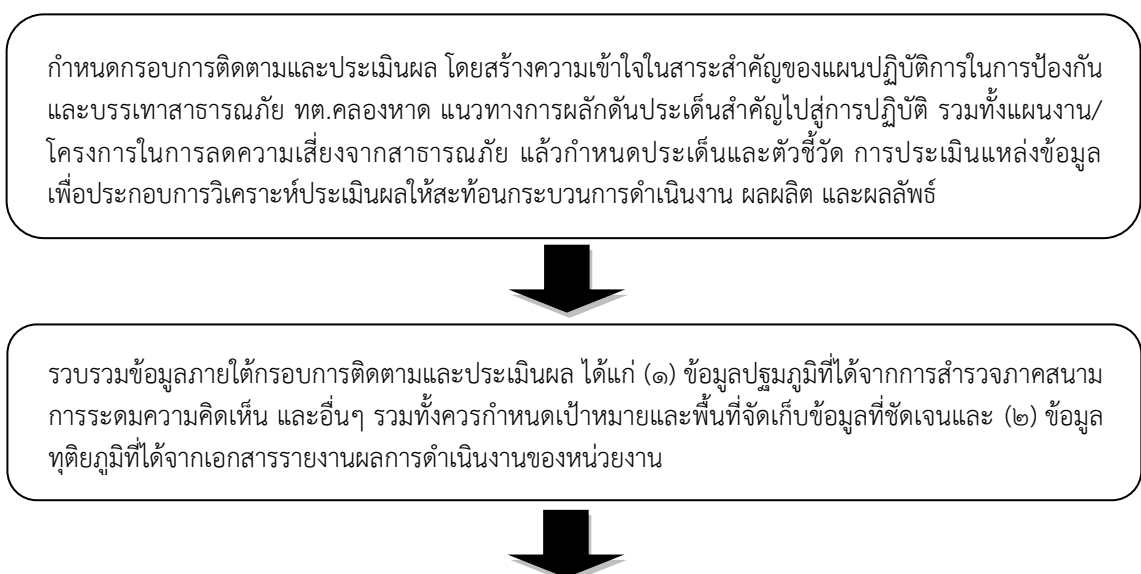 กำหนดกรอบการติดตามและประเมินผล โดยสร้างความเข้าใจในสาระสำคัญของแผนปฏิบัติการในการป้องกัน
และบรรเทาสาธารณภัย ทต.คลองหาด แนวทางการผลักดันประเด็นสำคัญไปสู่การปฏิบัติ รวมทั้งแผนงาน/
โครงการในการลดความเสี่ยงจากสาธารณภัย แล้วกำหนดประเด็นและตัวชี้วัด การประเมินแหล่งข้อมูล
เพื่อประกอบการวิเคราะห์ประเมินผลให้สะท้อนกระบวนการดำเนินงาน ผลผลิต และผลลัพธ์
รวบรวมข้อมูลภายใต้กรอบการติดตามและประเมินผล ได้แก่ (๑) ข้อมูลปฐมภูมิที่ได้จากการสำรวจภาคสนาม
การระดมความคิดเห็น และอื่นๆ รวมทั้งควรกำหนดเป้าหมายและพื้นที่จัดเก็บข้อมูลที่ชัดเจนและ (๒) ข้อมูล
ทุติยภูมิที่ได้จากเอกสารรายงานผลการดำเนินงานของหน่วยงาน